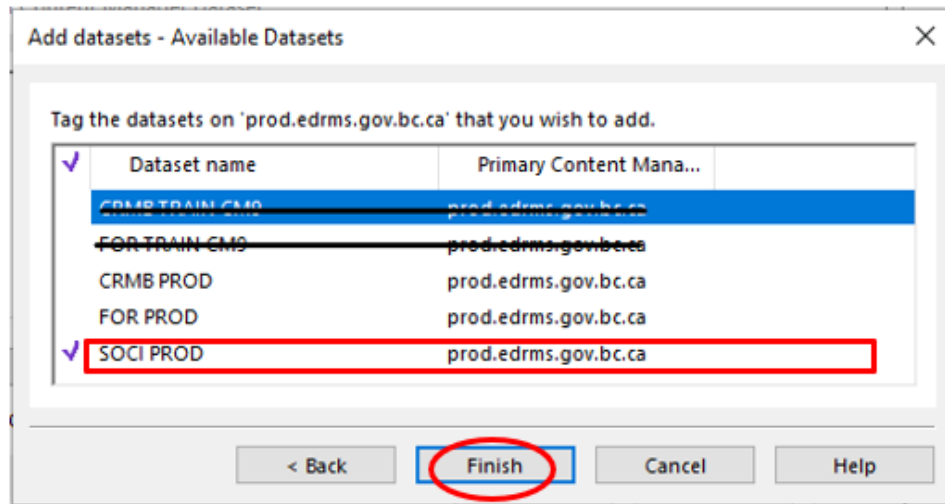 Add datasets - Available Datasets
Tag the datasets on 'prod.edrms.gov.bc.ca' that you wish to add.
Dataset name Primary Content Mana...
CRMB TRAIN CM9 prod.edrms.gov.bc.ca
FOR TRAIN CM9 prod.edrms.gov.bc.ca
CRMB PROD prod.edrms.gov.bc.ca
FOR PROD prod.edrms.gov.bc.ca
SOCI PROD prod.edrms.gov.bc.ca
< Back Finish Cancel Help